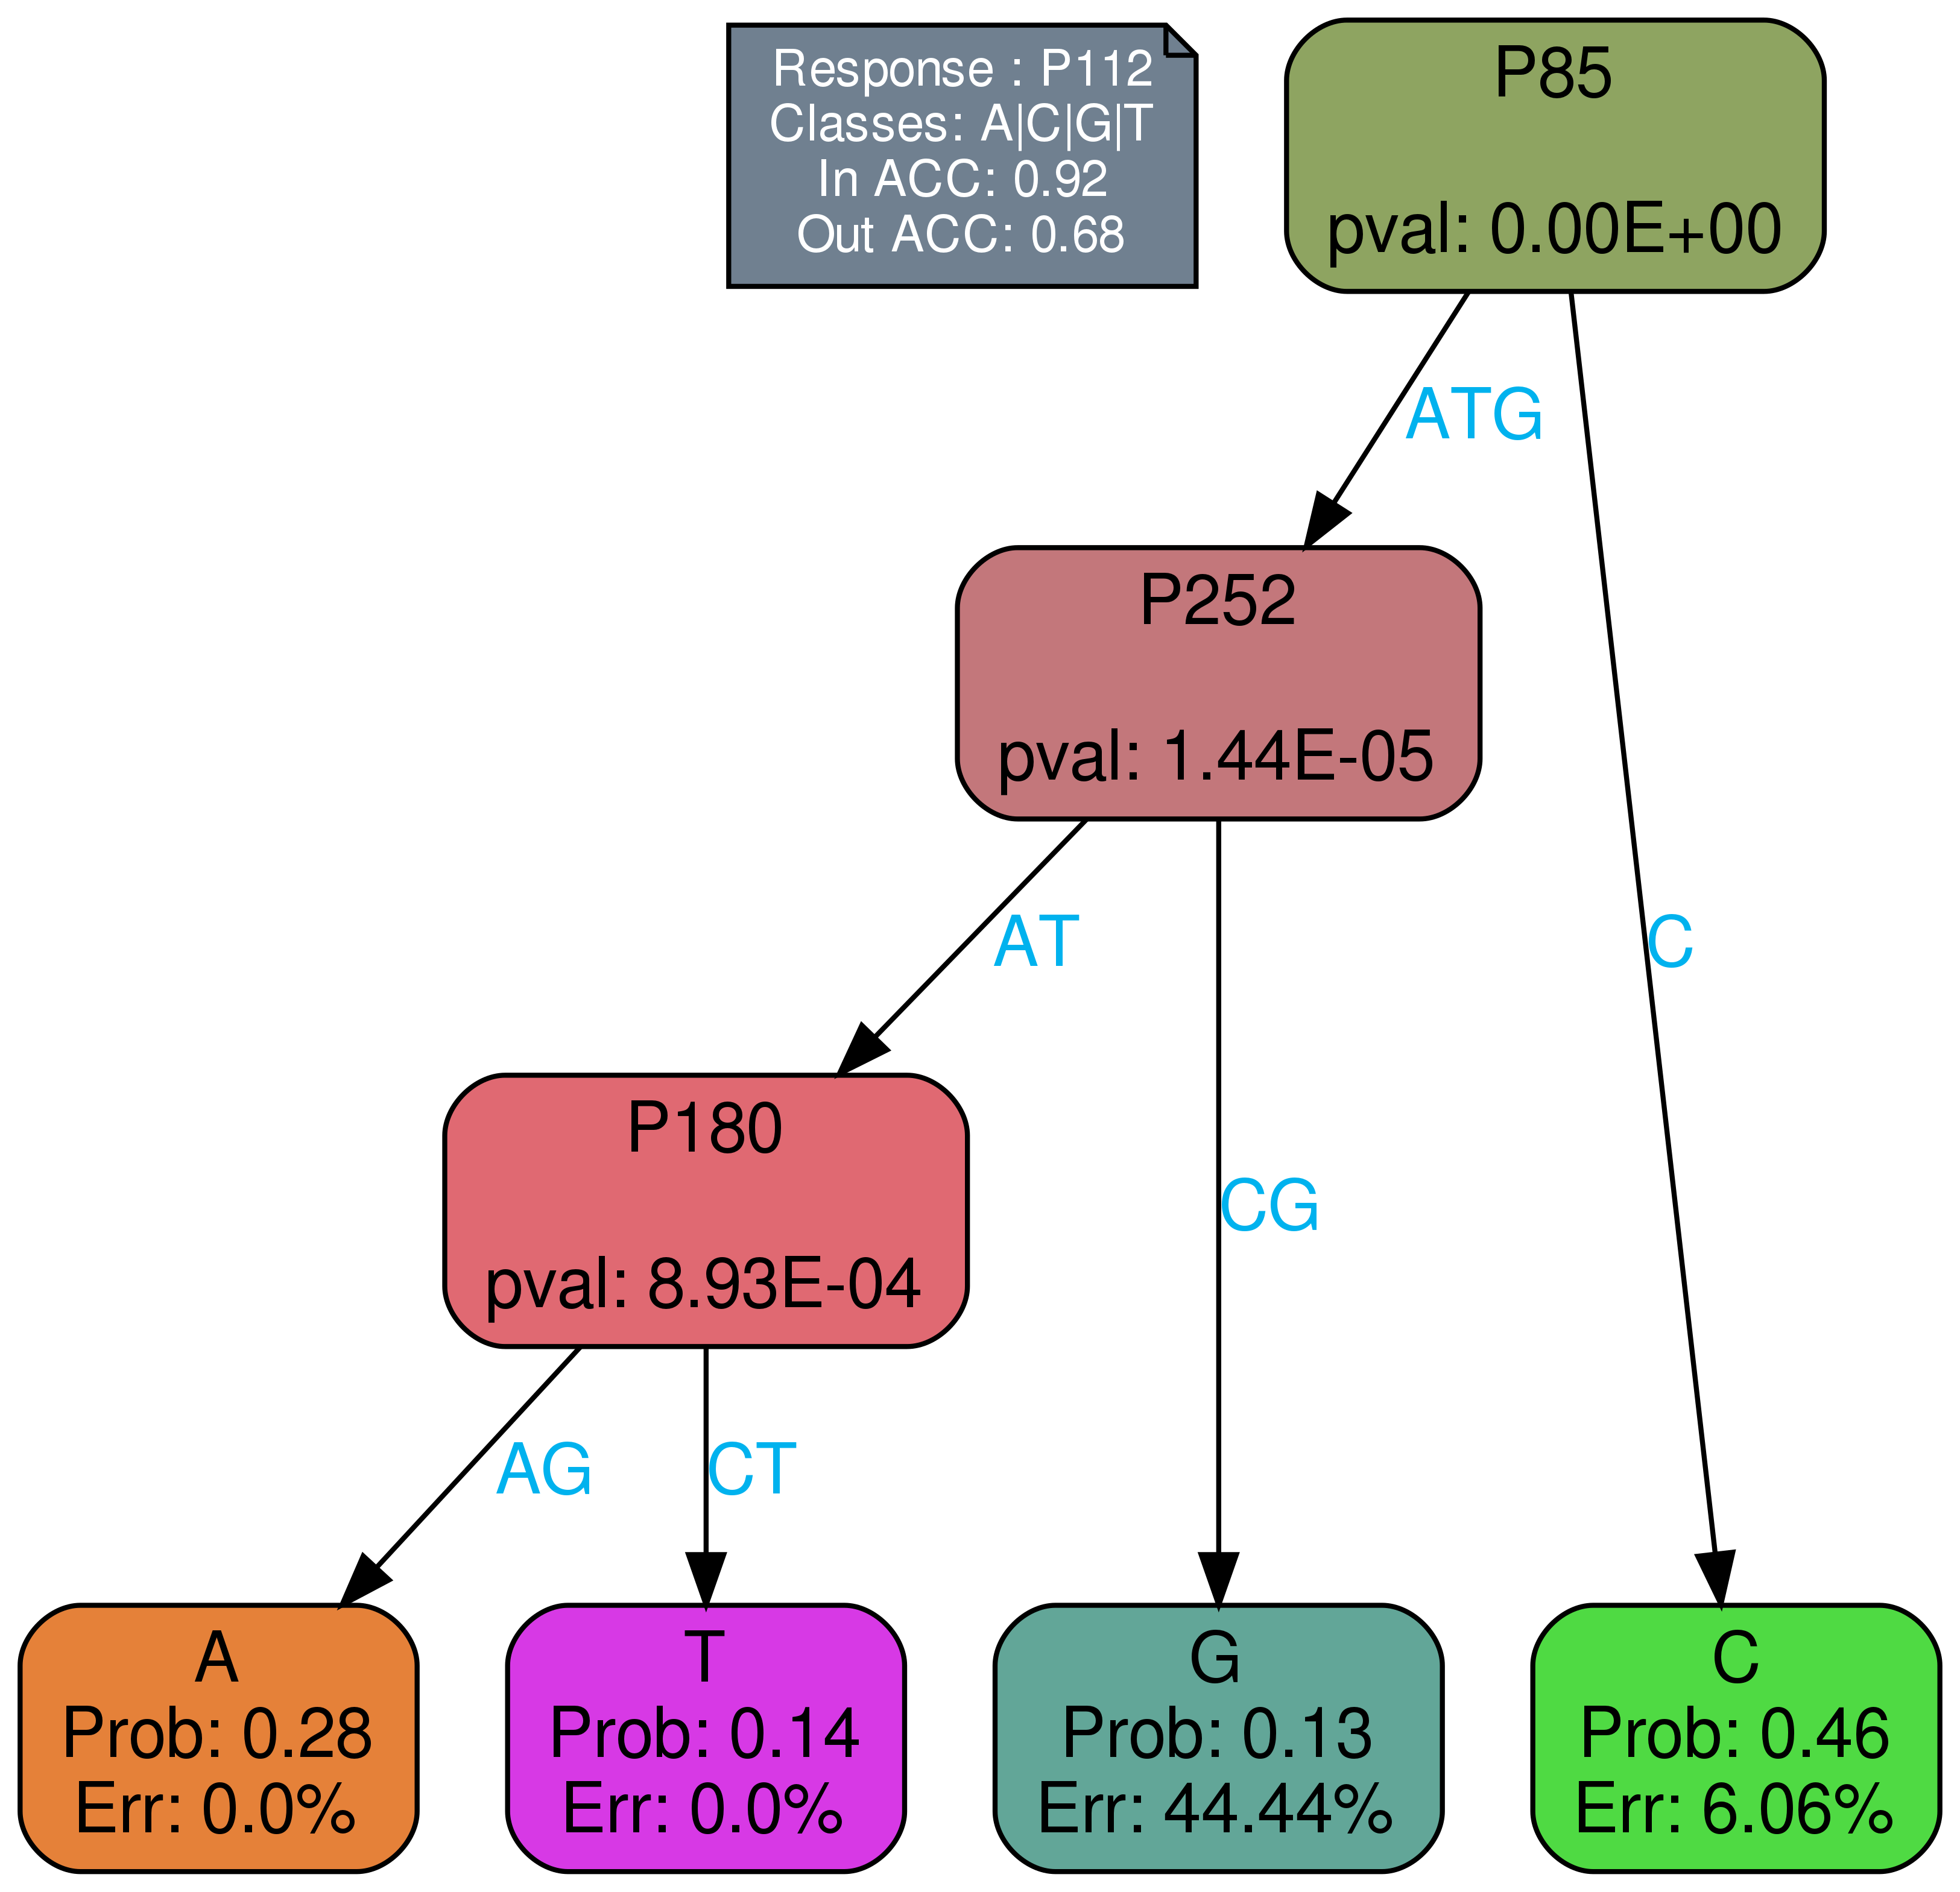 Response : P112
Classes: A|C|G|T
In ACC: 0.92
Out ACC: 0.68
P85
pval: 0.00E+00
ATG
P252
pval: 1.44E-05
AT
C
P180
pval: 8.93E-04
CG
AG
CT
A
Prob: 0.28
Err: 0.0%
T
Prob: 0.14
Err: 0.0%
G
Prob: 0.13
Err: 44.44%
C
Prob: 0.46
Err: 6.06%